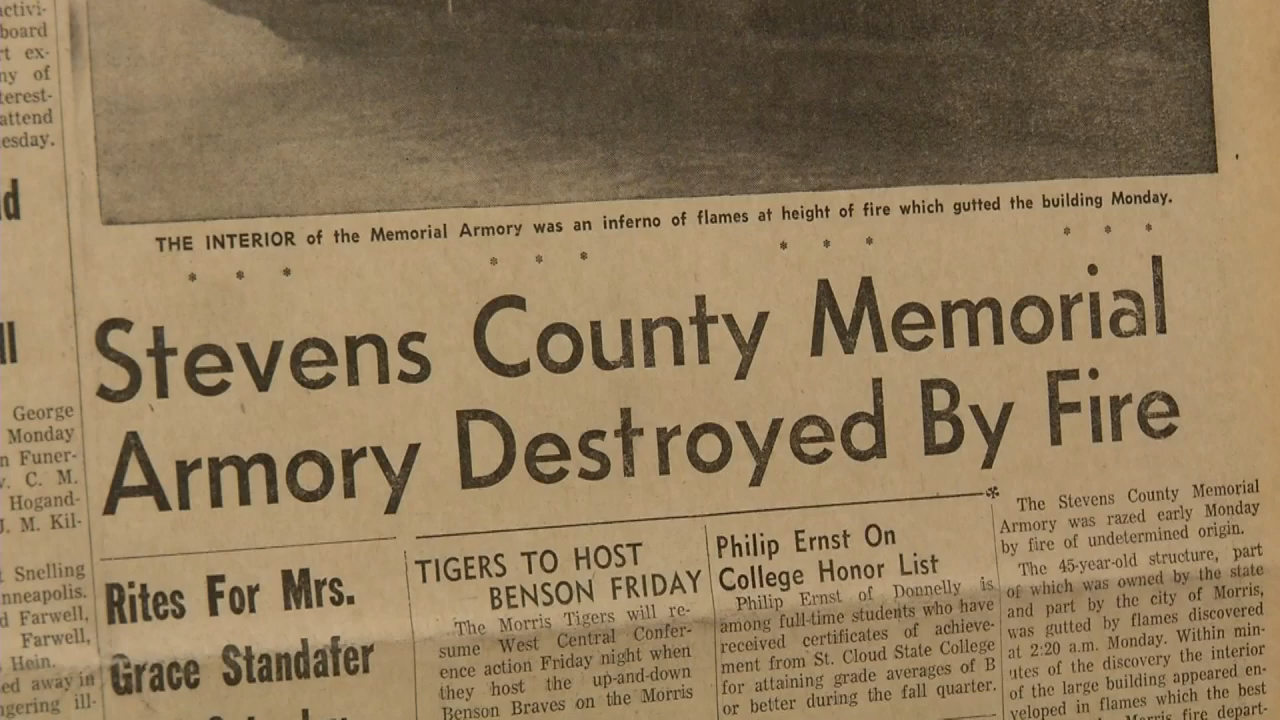 activi-
board
rt ex-
ny of
terest-
attend
esday.
d
ll
George
Monday
n Funer-
v. C. M.
Hogand-
J. M. Kil-
t Snelling
nneapolis.
d Farwell,
Farwell,
Hein.
ed away in
ngering ill-
THE INTERIOR of the Memorial Armory was an inferno of flames at height of fire which gutted the building Monday.
* * * * * * * * * * * *
Stevens County Memorial
Armory Destroyed By Fire
Rites For Mrs.
Grace Standafer
TIGERS TO HOST
BENSON FRIDAY
The Morris Tigers will re-
sume West Central Confer-
ence action Friday night when
they host the up-and-down
Benson Braves on the Morris
Philip Ernst On
College Honor List
Philip Ernst of Donnelly is
among full-time students who have
received certificates of achieve-
ment from St. Cloud State College
for attaining grade averages of B
or better during the fall quarter.
The Stevens County Memorial
Armory was razed early Monday
by fire of undetermined origin.
The 45-year-old structure, part
of which was owned by the state
and part by the city of Morris,
was gutted by flames discovered
at 2:20 a.m. Monday. Within min-
utes of the discovery the interior
of the large building appeared en-
veloped in flames which the best
Morris fire depart-